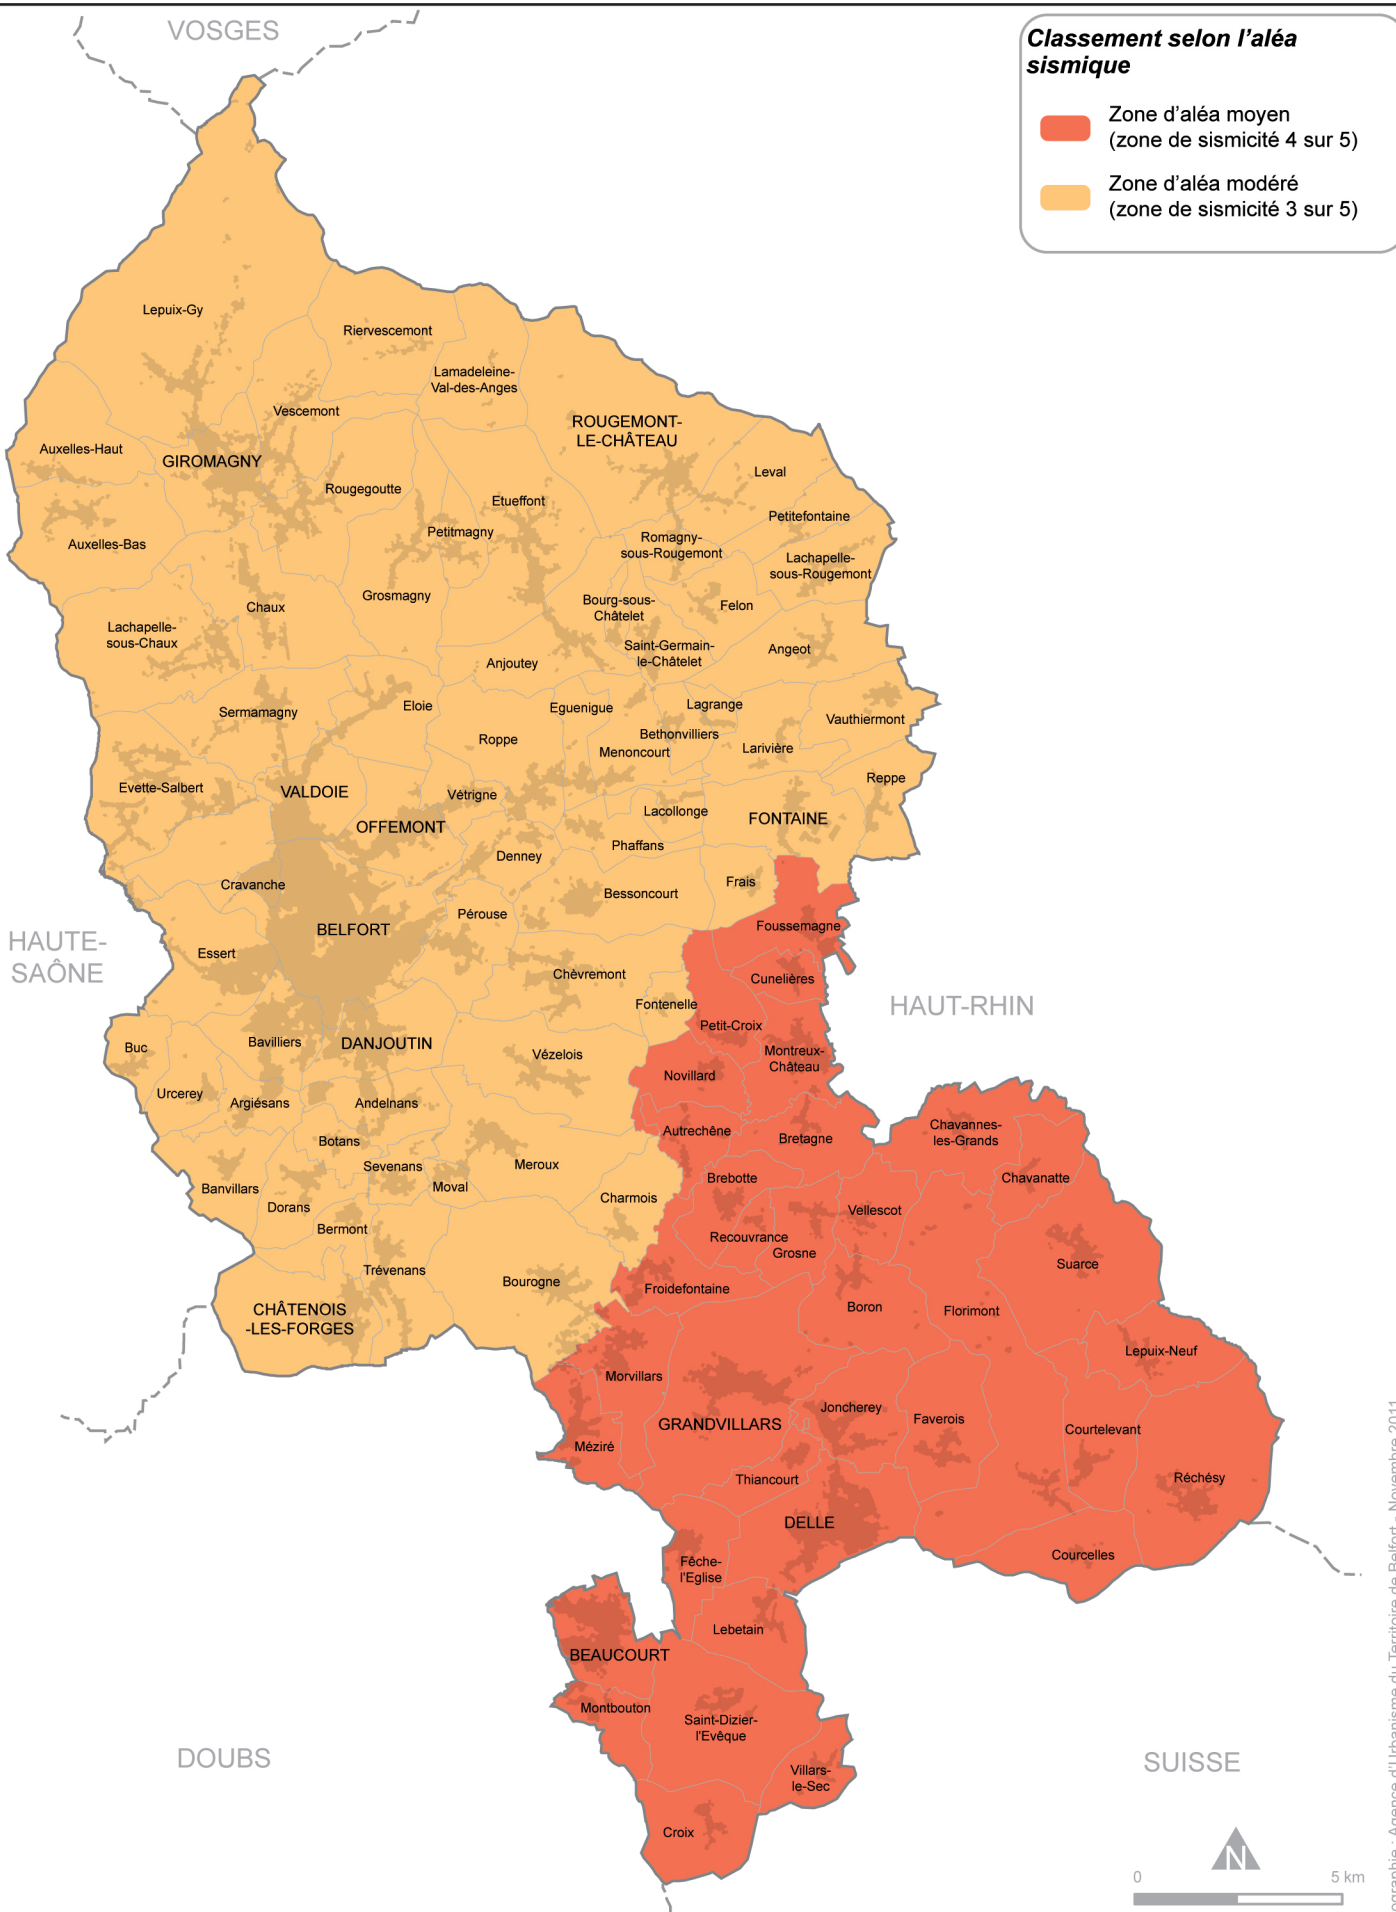 VOSGES
Classement selon l'aléa
sismique
Zone d'aléa moyen
(zone de sismicité 4 sur 5)
Zone d'aléa modéré
(zone de sismicité 3 sur 5)
Lepuix-Gy
Riervescemont
Lamadeleine-
Val-des-Anges
Vescemont
ROUGEMONT-
LE-CHÂTEAU
Auxelles-Haut
GIROMAGNY
Leval
Rougegoutte
Etueffont
Petitefontaine
Petitmagny
Auxelles-Bas
Romagny-
sous-Rougemont
Lachapelle-
sous-Rougemont
Grosmagny
Chaux
Bourg-sous-
Châtelet
Felon
Lachapelle-
sous-Chaux
Saint-Germain-
le-Châtelet
Angeot
Anjoutey
Eloie
Eguenigue
Lagrange
Sermamagny
Vauthiermont
Bethonvilliers
Roppe
Menoncourt
Larivière
Reppe
Evette-Salbert
VALDOIE
Vétrigne
Lacollonge
FONTAINE
OFFEMONT
Phaffans
Denney
Frais
Cravanche
Bessoncourt
Pérouse
Foussemagne
BELFORT
HAUTE-
SAÔNE
Essert
Chèvremont
Cunelières
Fontenelle
HAUT-RHIN
Petit-Croix
Buc
Bavilliers
DANJOUTIN
Vézelois
Montreux-
Château
Novillard
Urcerey
Argiésans
Andelnans
Autrechêne
Bretagne
Chavannes-
les-Grands
Botans
Sevenans
Meroux
Brebotte
Chavanatte
Banvillars
Moval
Charmois
Dorans
Vellescot
Bermont
Recouvrance
Grosne
Suarce
Trévenans
Bourogne
Froidefontaine
CHÂTENOIS
-LES-FORGES
Boron
Florimont
Lepuix-Neuf
Morvillars
Joncherey
Faverois
GRANDVILLARS
Courtelevant
Méziré
Thiancourt
Réchésy
DELLE
Courcelles
Fêche-
l'Eglise
Lebetain
BEAUCOURT
Montbouton
Saint-Dizier-
l'Evêque
DOUBS
SUISSE
Villars-
le-Sec
Croix
N
0
5 km
Agence d'Urbanisme du Territoire de Belfort - Novembre 2011